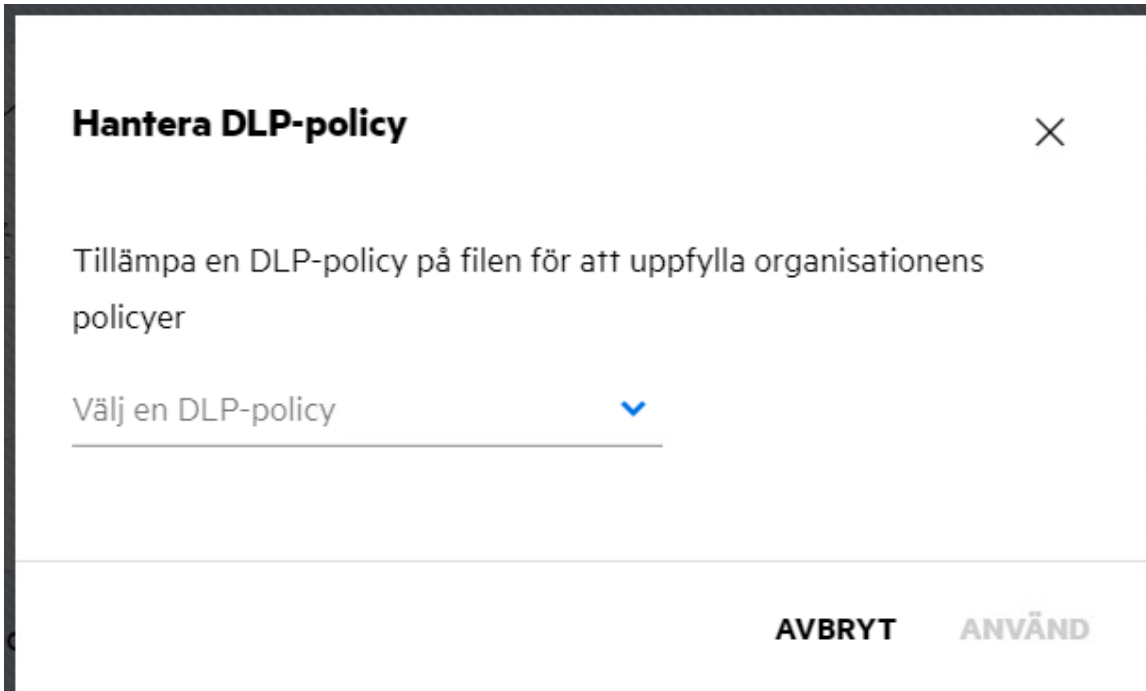 Hantera DLP-policy
Tillämpa en DLP-policy på filen för att uppfylla organisationens
policyer
Välj en DLP-policy
AVBRYT ANVÄND